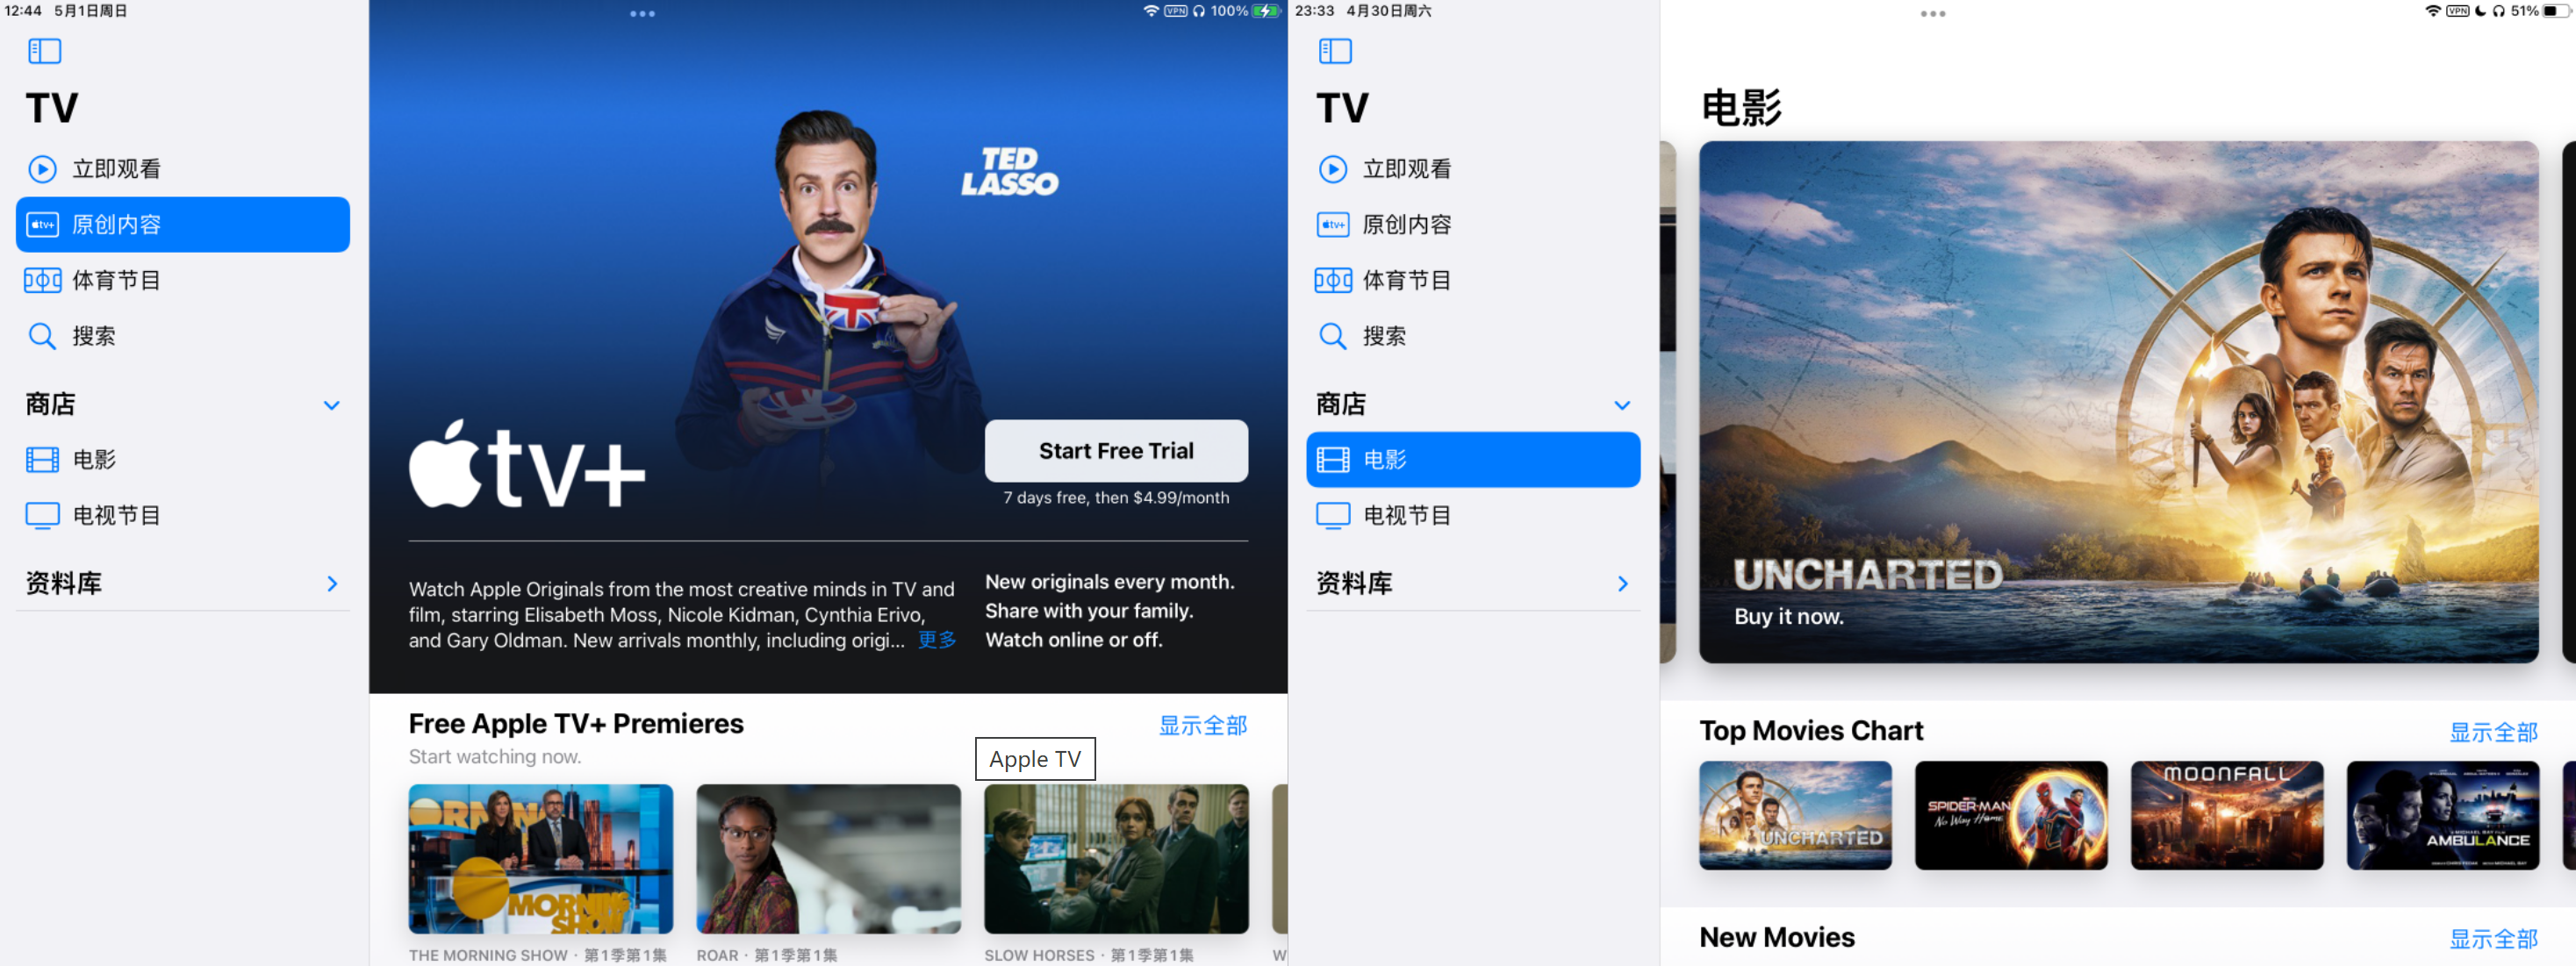 12:44 5月1日周日
VPN 100%
TV
立即观看
tv+ 原创内容
体育节目
搜索
商店
电影
电视节目
资料库
TED
LASSO
tv+
Start Free Trial
7 days free, then $4.99/month
Watch Apple Originals from the most creative minds in TV and
film, starring Elisabeth Moss, Nicole Kidman, Cynthia Erivo,
and Gary Oldman. New arrivals monthly, including origi... 更多
New originals every month.
Share with your family.
Watch online or off.
Free Apple TV+ Premieres
显示全部
Start watching now.
Apple TV
MORNING
SHOW
THE MORNING SHOW · 第1季第1集
ROAR · 第1季第1集
SLOW HORSES · 第1季第1集
23:33 4月30日周六
VPN 51%
TV
立即观看
tv+ 原创内容
体育节目
搜索
商店
电影
电视节目
资料库
电影
UNCHARTED
Buy it now.
Top Movies Chart
显示全部
UNCHARTED
SPIDER-MAN
No Way Home
MOONFALL
AMBULANCE
New Movies
显示全部